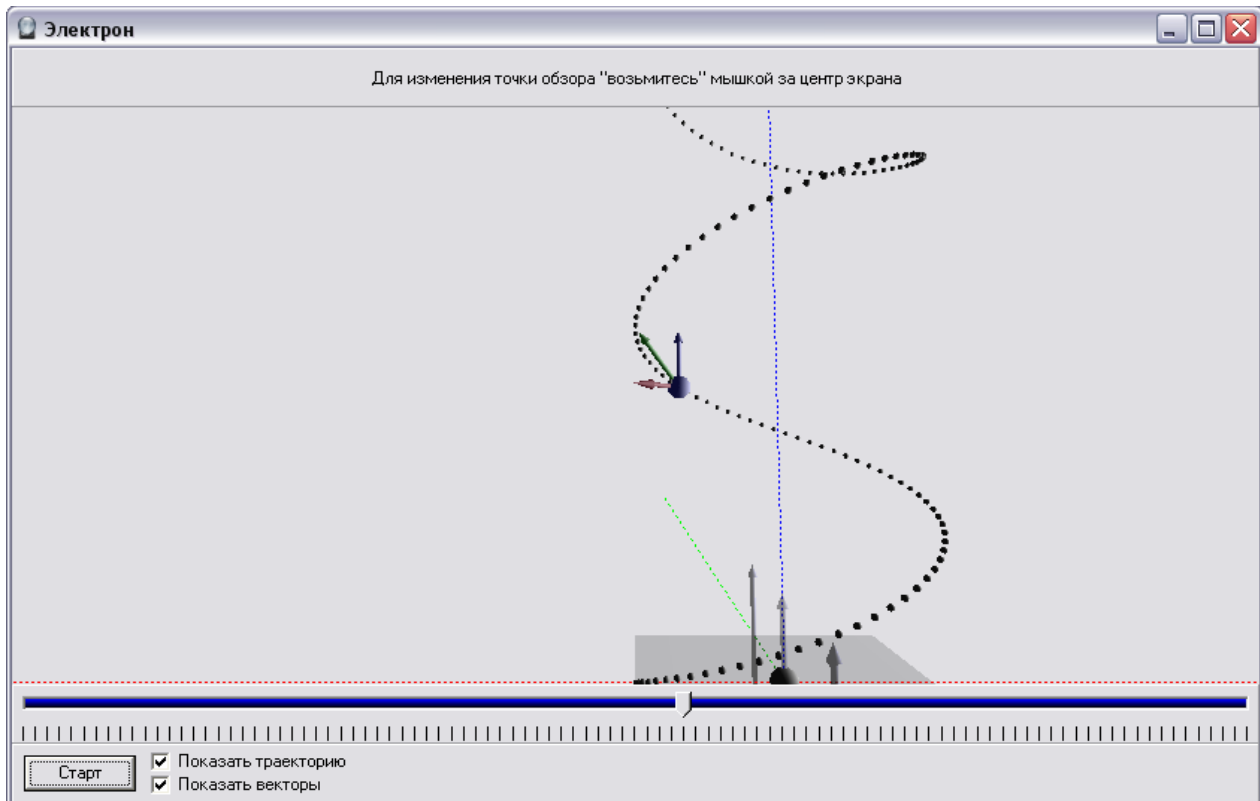 Электрон
Для изменения точки обзора "возьмитесь" мышкой за центр экрана
Старт
Показать траекторию
Показать векторы